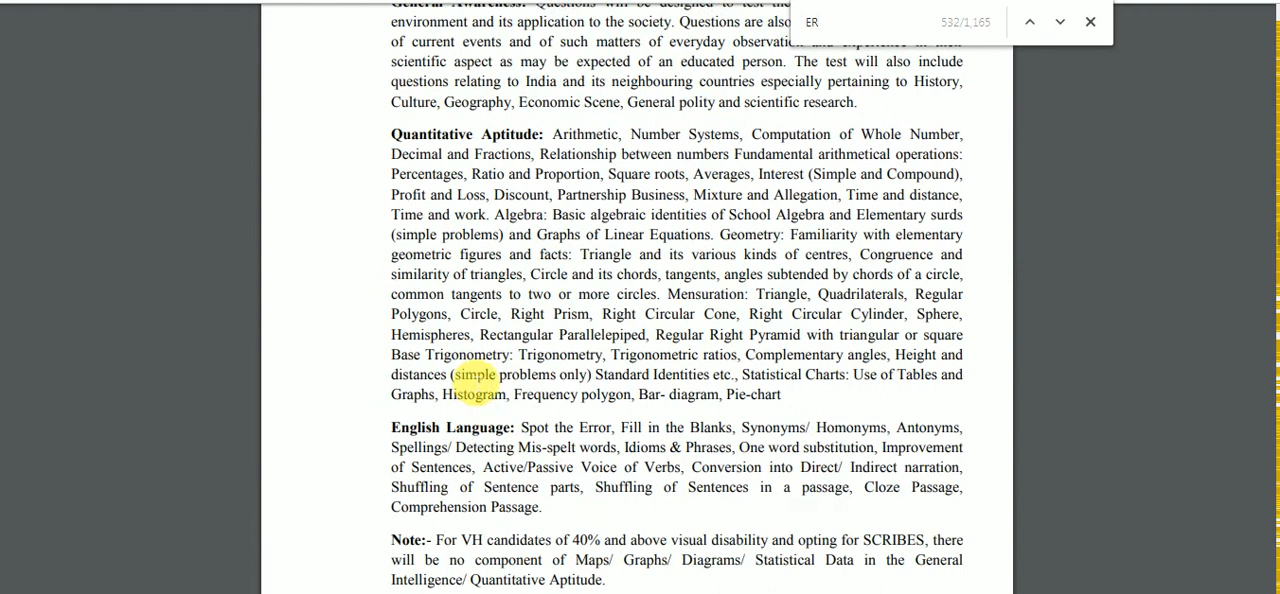 General Awareness: Questions will be designed to test the
ER 532/1,165
environment and its application to the society. Questions are also
of current events and of such matters of everyday observation and experience in their
scientific aspect as may be expected of an educated person. The test will also include
questions relating to India and its neighbouring countries especially pertaining to History,
Culture, Geography, Economic Scene, General polity and scientific research.
Quantitative Aptitude: Arithmetic, Number Systems, Computation of Whole Number,
Decimal and Fractions, Relationship between numbers Fundamental arithmetical operations:
Percentages, Ratio and Proportion, Square roots, Averages, Interest (Simple and Compound),
Profit and Loss, Discount, Partnership Business, Mixture and Allegation, Time and distance,
Time and work. Algebra: Basic algebraic identities of School Algebra and Elementary surds
(simple problems) and Graphs of Linear Equations. Geometry: Familiarity with elementary
geometric figures and facts: Triangle and its various kinds of centres, Congruence and
similarity of triangles, Circle and its chords, tangents, angles subtended by chords of a circle,
common tangents to two or more circles. Mensuration: Triangle, Quadrilaterals, Regular
Polygons, Circle, Right Prism, Right Circular Cone, Right Circular Cylinder, Sphere,
Hemispheres, Rectangular Parallelepiped, Regular Right Pyramid with triangular or square
Base Trigonometry: Trigonometry, Trigonometric ratios, Complementary angles, Height and
distances (simple problems only) Standard Identities etc., Statistical Charts: Use of Tables and
Graphs, Histogram, Frequency polygon, Bar- diagram, Pie-chart
English Language: Spot the Error, Fill in the Blanks, Synonyms/ Homonyms, Antonyms,
Spellings/ Detecting Mis-spelt words, Idioms & Phrases, One word substitution, Improvement
of Sentences, Active/Passive Voice of Verbs, Conversion into Direct/ Indirect narration,
Shuffling of Sentence parts, Shuffling of Sentences in a passage, Cloze Passage,
Comprehension Passage.
Note:- For VH candidates of 40% and above visual disability and opting for SCRIBES, there
will be no component of Maps/ Graphs/ Diagrams/ Statistical Data in the General
Intelligence/ Quantitative Aptitude.